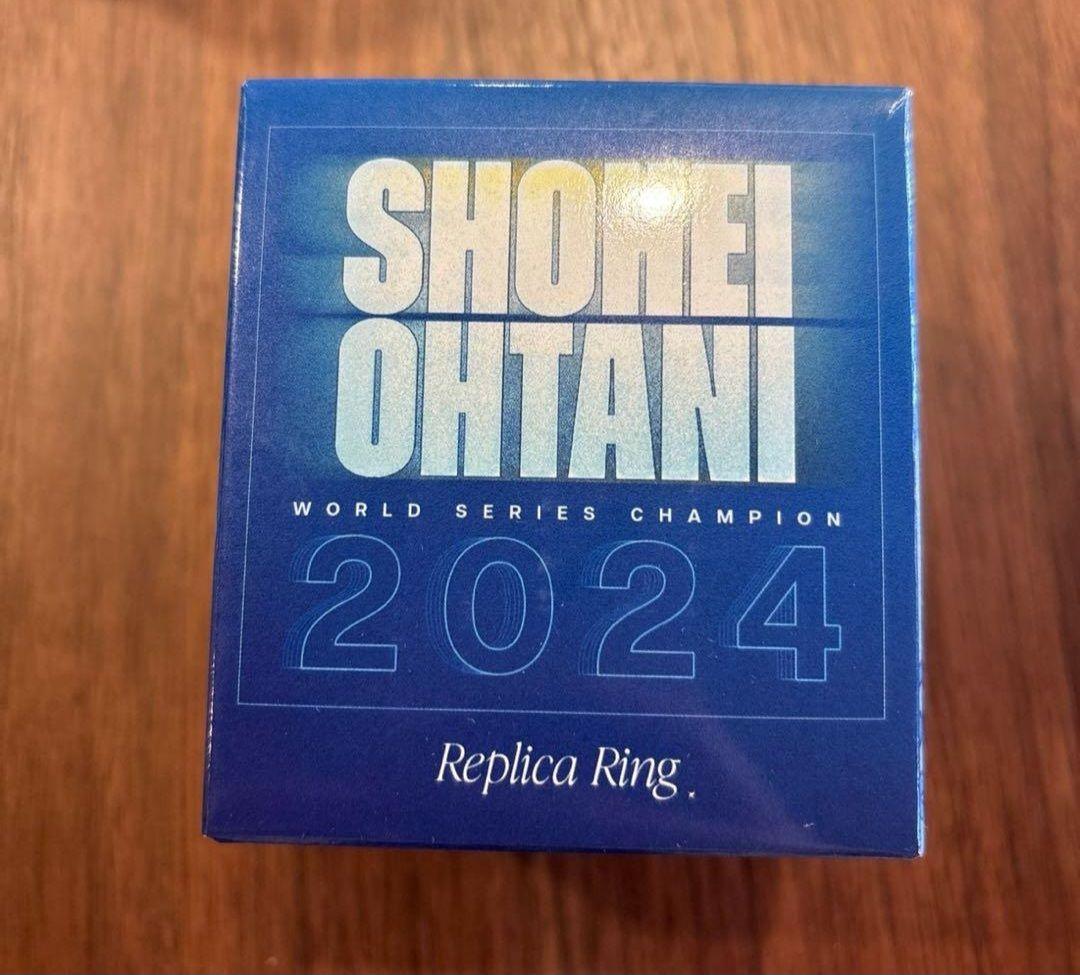 SHOHEI
OHTANI
WORLD SERIES CHAMPION
2024
Replica Ring